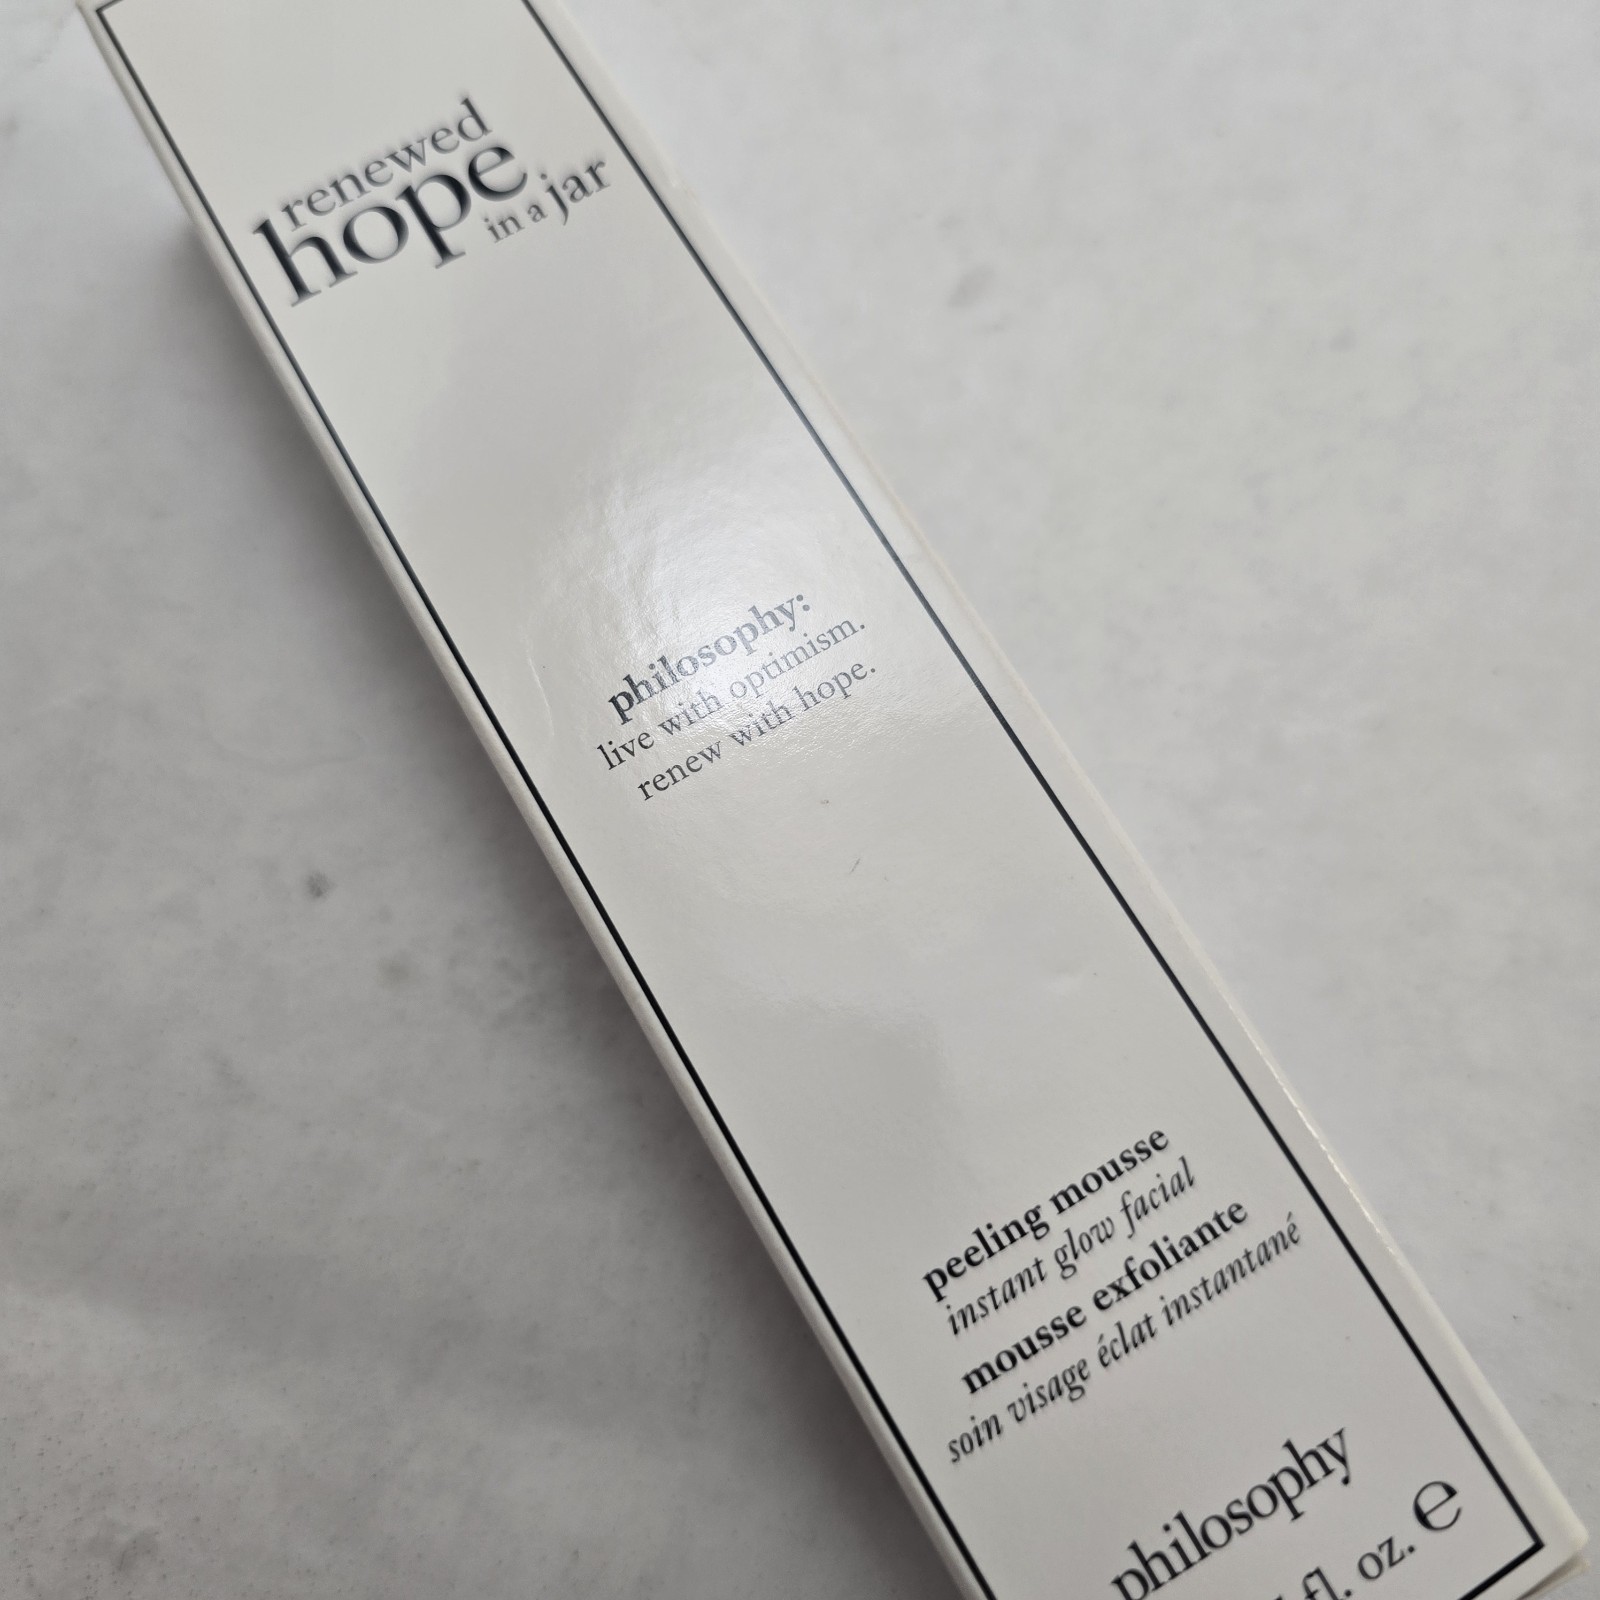 renewed
hope
in a jar
philosophy:
live with optimism.
renew with hope.
peeling mousse
instant glow facial
mousse exfoliante
soin visage éclat instantané
philosophy
fl. oz. e